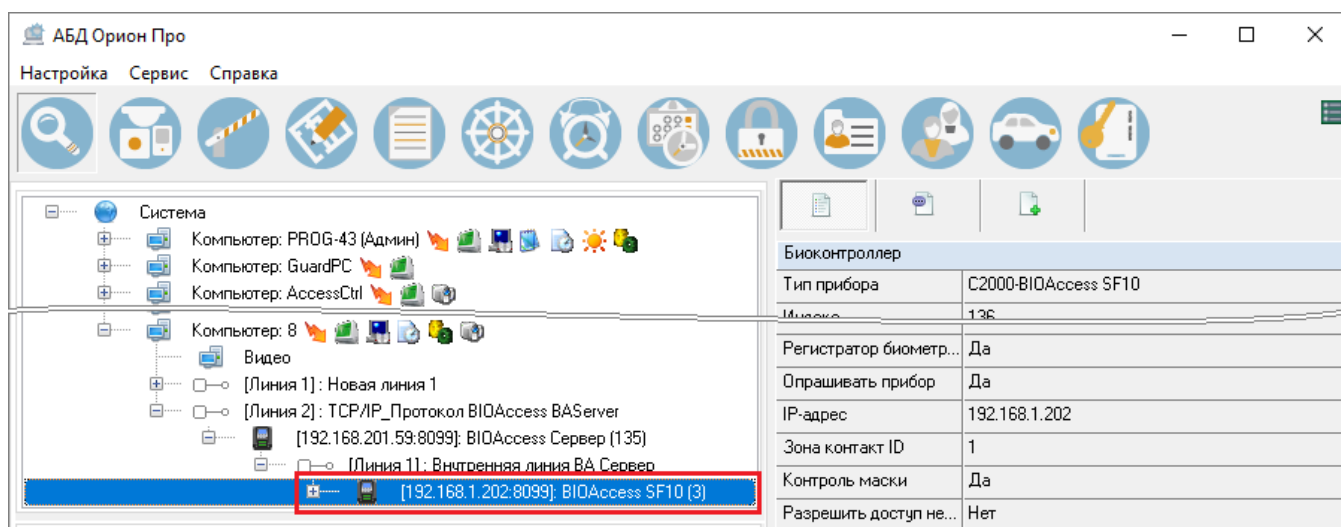 АБД Орион Про
Настройка Сервис Справка
Система
Компьютер: PROG-43 (Админ)
Компьютер: GuardPC
Компьютер: AccessCtrl
Компьютер: 8
Видео
[Линия 1] : Новая линия 1
[Линия 2] : TCP/IP_Протокол BIOAccess BAServer
[192.168.201.59:8099]: BIOAccess Сервер (135)
[Линия 1] : Внутренняя линия ВА Сервер
[192.168.1.202:8099]: BIOAccess SF10 (3)
Биоконтроллер
Тип прибора C2000-BIOAccess SF10
Индекс 136
Регистратор биометр... Да
Опрашивать прибор Да
IP-адрес 192.168.1.202
Зона контакт ID 1
Контроль маски Да
Разрешить доступ не... Нет